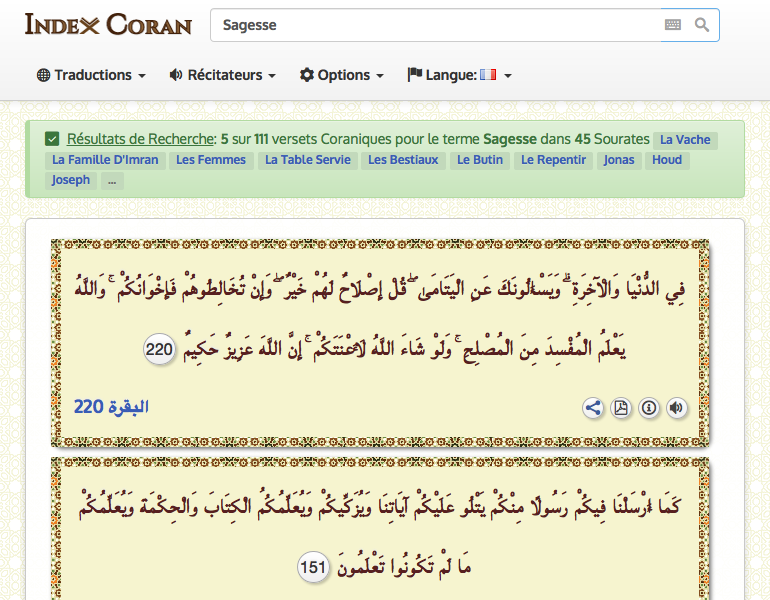 INDEX CORAN
Sagesse
Traductions Récitateurs Options Langue:
Résultats de Recherche: 5 sur 111 versets Coraniques pour le terme Sagesse dans 45 Sourates La Vache
La Famille D'Imran Les Femmes La Table Servie Les Bestiaux Le Butin Le Repentir Jonas Houd
Joseph ...
فِي الدُّنْيَا وَالْآخِرَةِ ۗ وَيَسْأَلُونَكَ عَنِ الْيَتَامَىٰ ۖ قُلْ إِصْلَاحٌ لَهُمْ خَيْرٌ ۖ وَإِنْ تُخَالِطُوهُمْ فَإِخْوَانُكُمْ ۚ وَاللَّهُ
يَعْلَمُ الْمُفْسِدَ مِنَ الْمُصْلِحِ ۚ وَلَوْ شَاءَ اللَّهُ لَأَعْنَتَكُمْ ۚ إِنَّ اللَّهَ عَزِيزٌ حَكِيمٌ 220
البقرة 220
كَمَا أَرْسَلْنَا فِيكُمْ رَسُولًا مِنْكُمْ يَتْلُو عَلَيْكُمْ آيَاتِنَا وَيُزَكِّيكُمْ وَيُعَلِّمُكُمُ الْكِتَابَ وَالْحِكْمَةَ وَيُعَلِّمُكُمْ
مَا لَمْ تَكُونُوا تَعْلَمُونَ 151